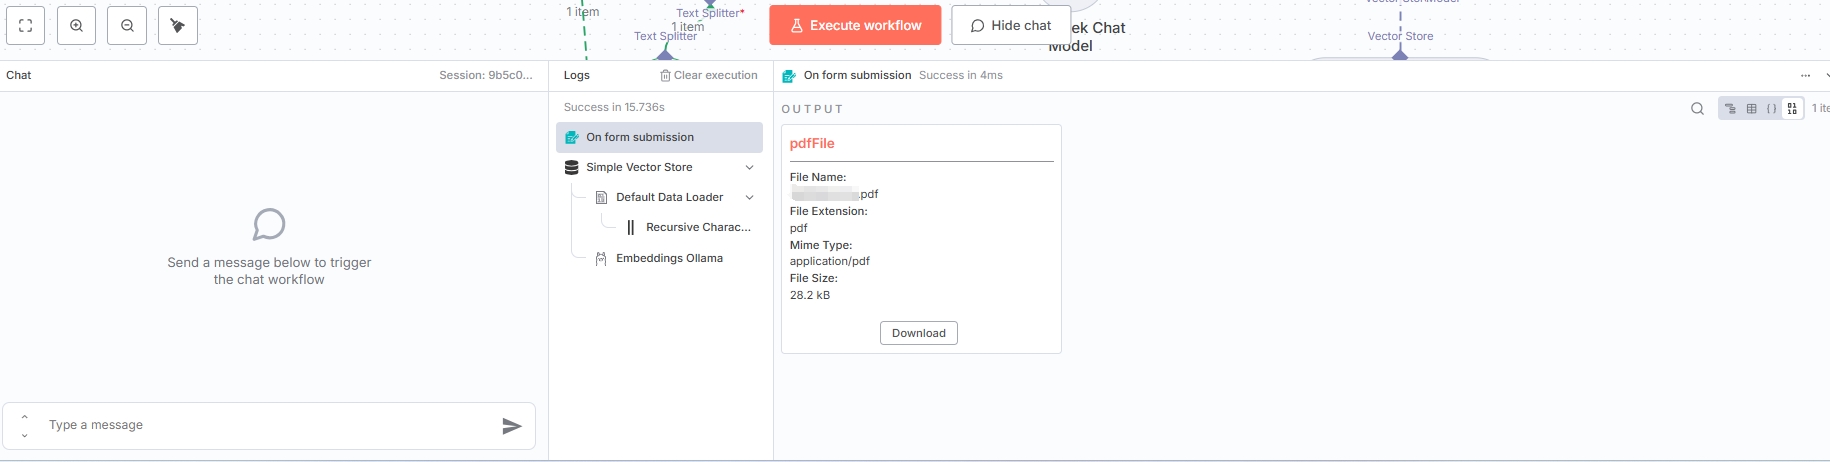 1 item
Text Splitter*
1 item
Text Splitter
Execute workflow
Hide chat
ek Chat
Model
Vector Store
Chat
Session: 9b5c0...
Logs
Clear execution
On form submission
Success in 4ms
...
Success in 15.736s
On form submission
Simple Vector Store
Default Data Loader
Recursive Charac...
Embeddings Ollama
OUTPUT
1 ite
pdfFile
File Name:
.pdf
File Extension:
pdf
Mime Type:
application/pdf
File Size:
28.2 kB
Download
Send a message below to trigger
the chat workflow
Type a message